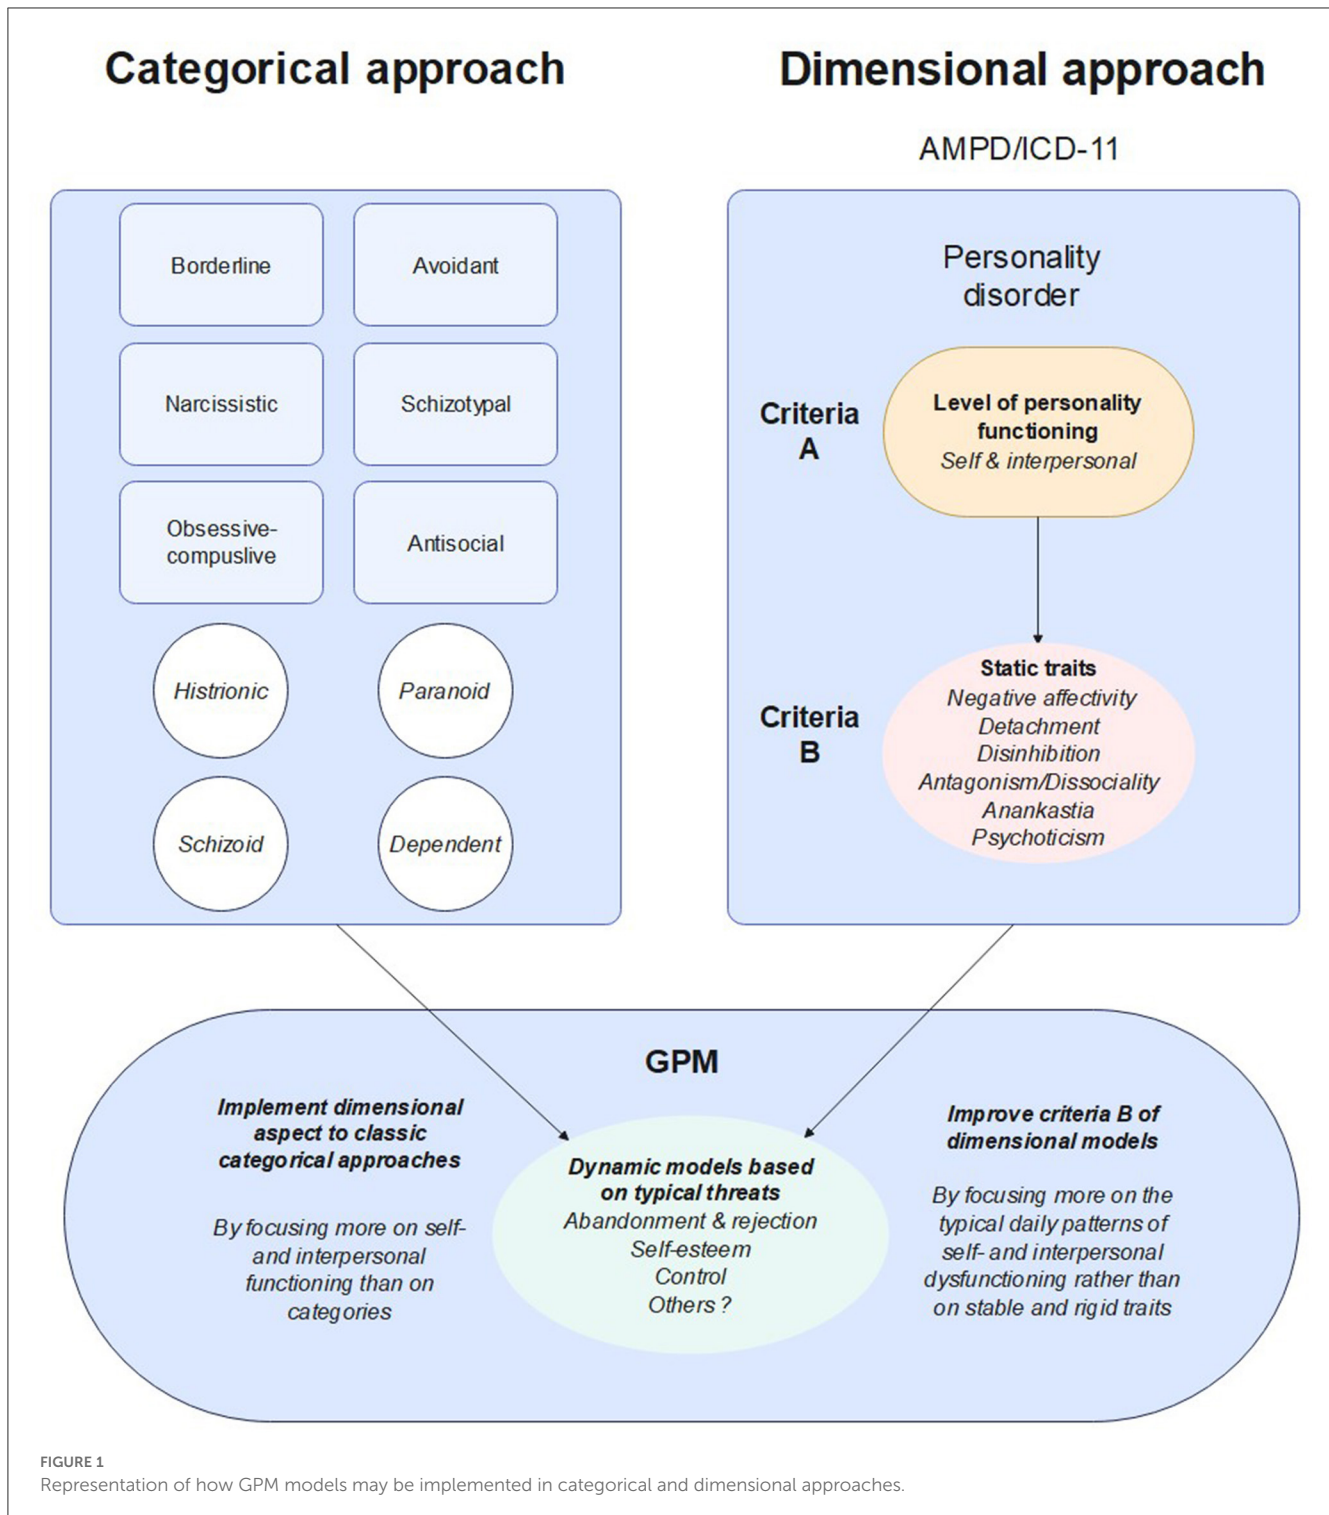 Categorical approach
Dimensional approach
AMPD/ICD-11
Borderline
Avoidant
Narcissistic
Schizotypal
Obsessive-
compuslive
Antisocial
Histrionic
Paranoid
Schizoid
Dependent
Personality
disorder
Criteria
A
Level of personality
functioning
Self & interpersonal
Criteria
B
Static traits
Negative affectivity
Detachment
Disinhibition
Antagonism/Dissociality
Anankastia
Psychoticism
GPM
Implement dimensional
aspect to classic
categorical approaches
By focusing more on self-
and interpersonal
functioning than on
categories
Dynamic models based
on typical threats
Abandonment & rejection
Self-esteem
Control
Others ?
Improve criteria B of
dimensional models
By focusing more on the
typical daily patterns of
self- and interpersonal
dysfunctioning rather than
on stable and rigid traits
FIGURE 1
Representation of how GPM models may be implemented in categorical and dimensional approaches.